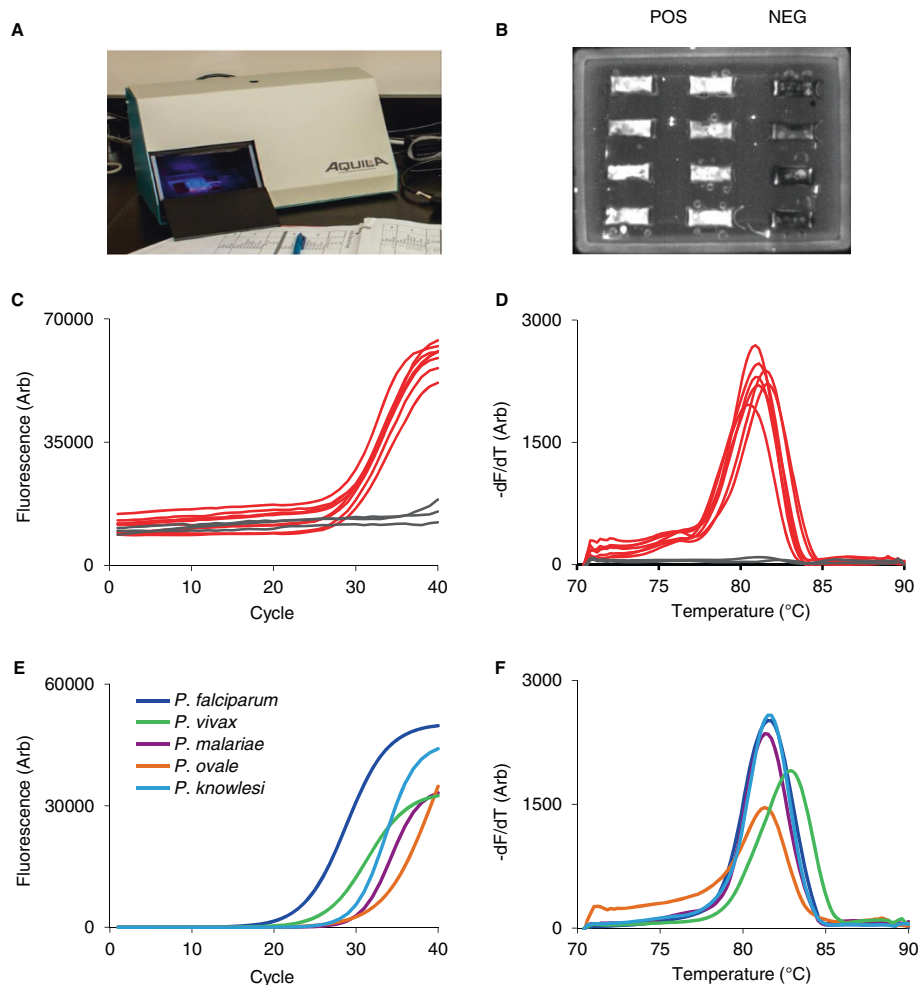 A
AQUILA
B
POS NEG
C
70000
35000
0
Fluorescence (Arb)
0 10 20 30 40
Cycle
D
3000
1500
0
-dF/dT (Arb)
70 75 80 85 90
Temperature (°C)
E
60000
30000
0
Fluorescence (Arb)
P. falciparum
P. vivax
P. malariae
P. ovale
P. knowlesi
0 10 20 30 40
Cycle
F
3000
1500
0
-dF/dT (Arb)
70 75 80 85 90
Temperature (°C)